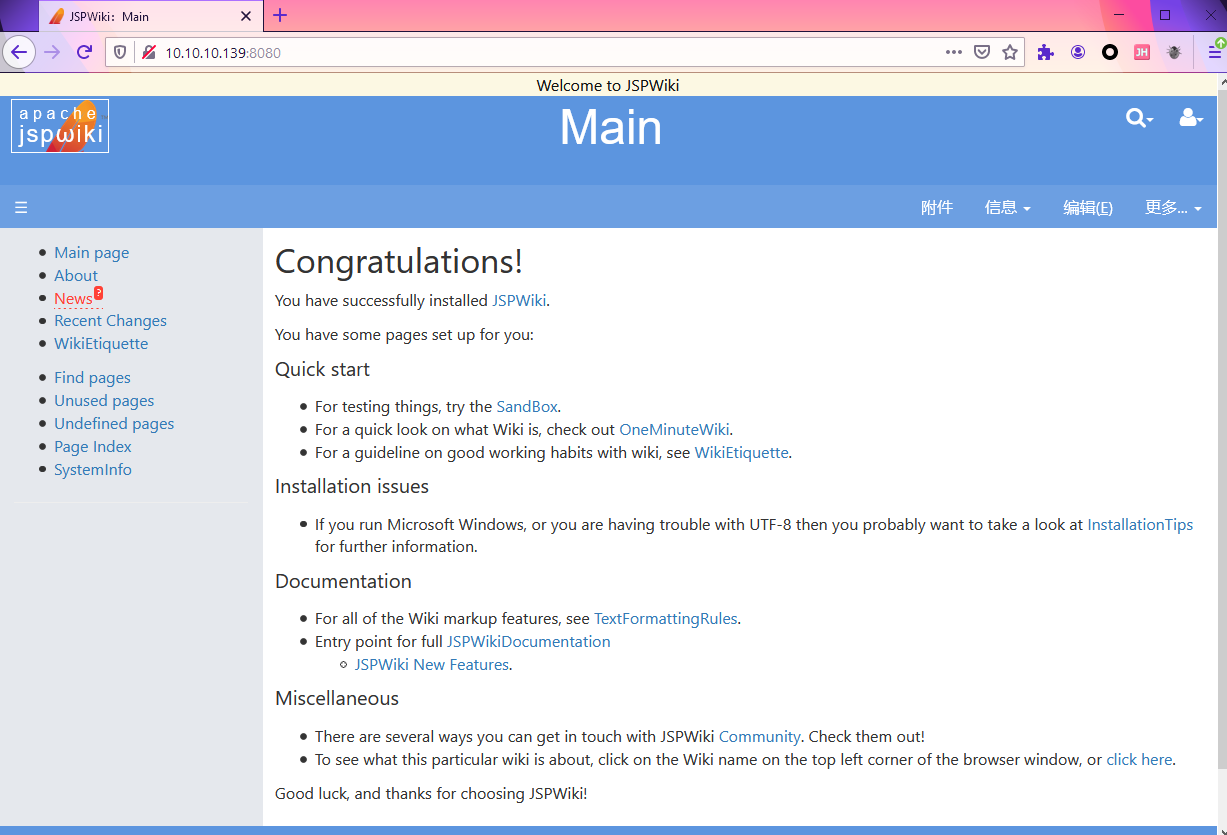 JSPWiki: Main
10.10.10.139:8080
JH
Welcome to JSPWiki
apache
jspωiki
Main
附件
信息
编辑(E)
更多...
Main page
About
News?
Recent Changes
WikiEtiquette
Find pages
Unused pages
Undefined pages
Page Index
SystemInfo
Congratulations!
You have successfully installed JSPWiki.
You have some pages set up for you:
Quick start
For testing things, try the SandBox.
For a quick look on what Wiki is, check out OneMinuteWiki.
For a guideline on good working habits with wiki, see WikiEtiquette.
Installation issues
If you run Microsoft Windows, or you are having trouble with UTF-8 then you probably want to take a look at InstallationTips
for further information.
Documentation
For all of the Wiki markup features, see TextFormattingRules.
Entry point for full JSPWikiDocumentation
JSPWiki New Features.
Miscellaneous
There are several ways you can get in touch with JSPWiki Community. Check them out!
To see what this particular wiki is about, click on the Wiki name on the top left corner of the browser window, or click here.
Good luck, and thanks for choosing JSPWiki!